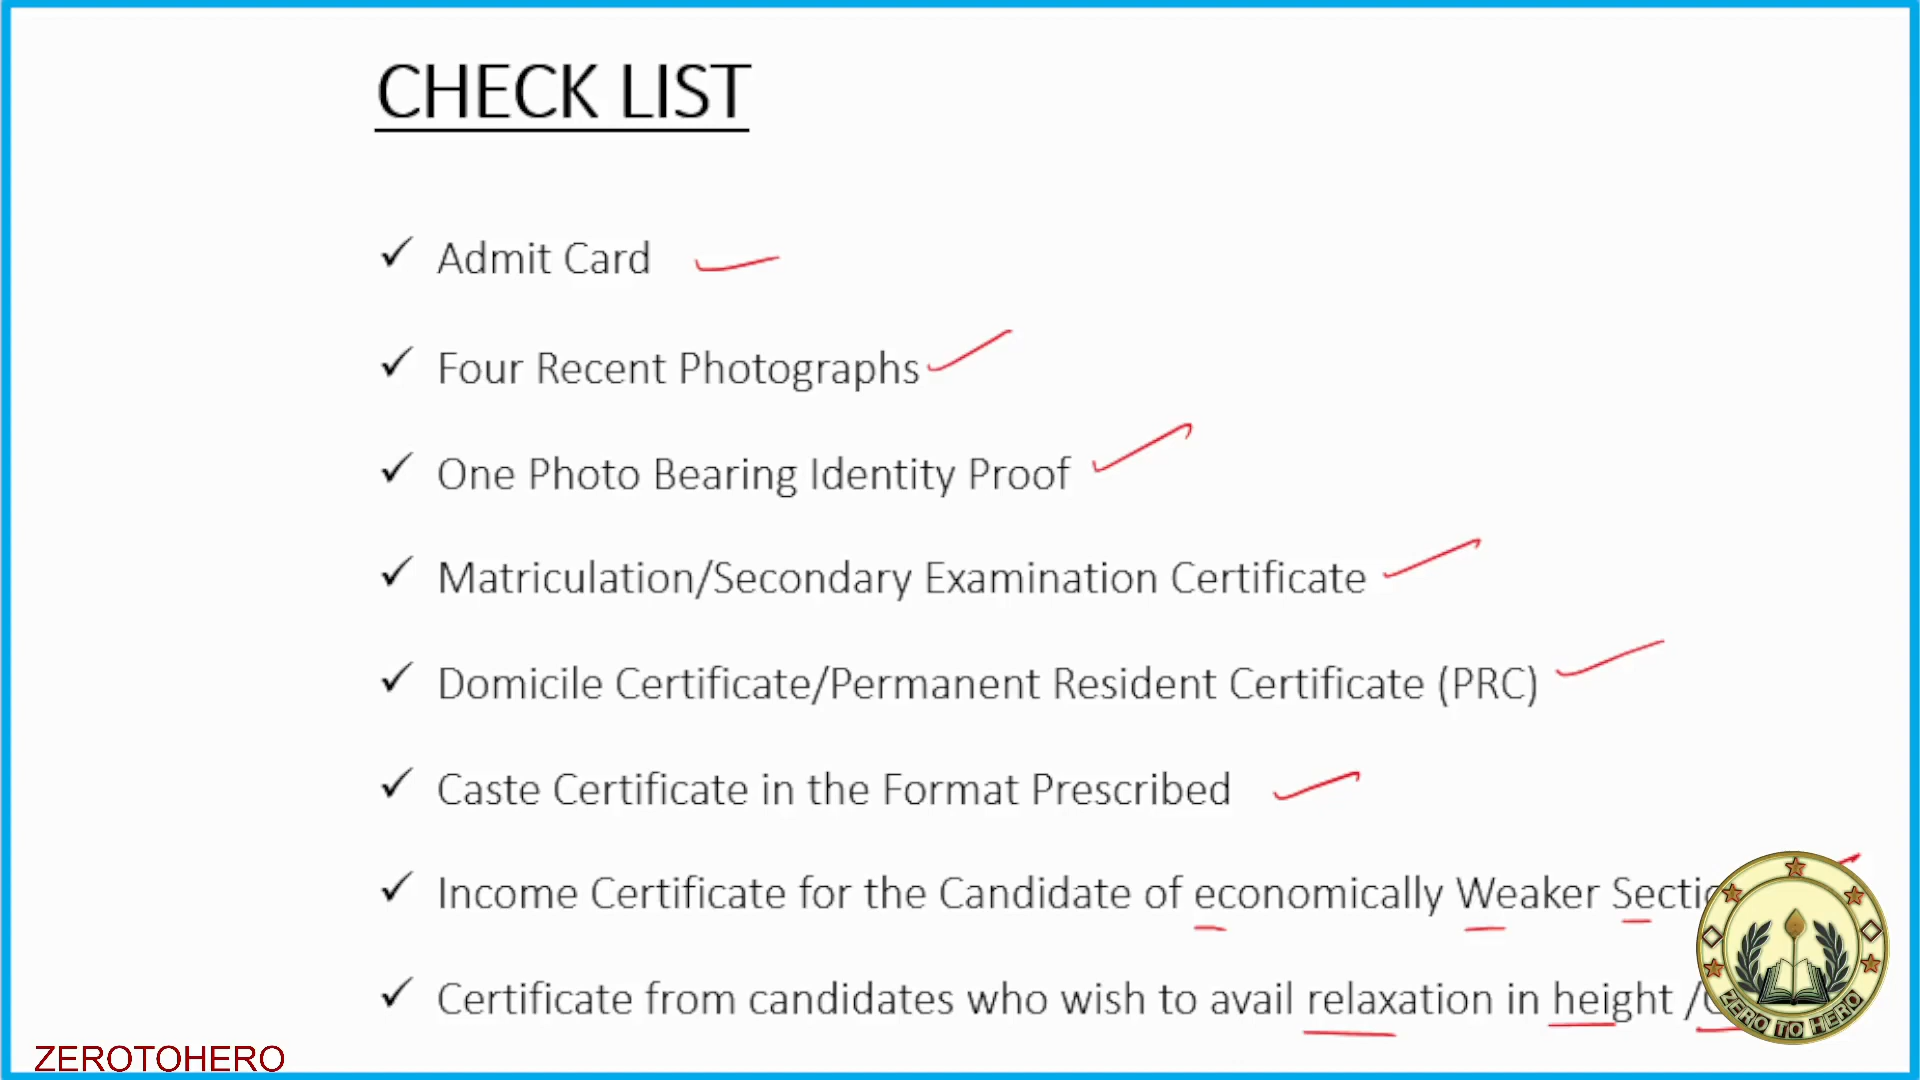 CHECK LIST
✓ Admit Card
✓ Four Recent Photographs
✓ One Photo Bearing Identity Proof
✓ Matriculation/Secondary Examination Certificate
✓ Domicile Certificate/Permanent Resident Certificate (PRC)
✓ Caste Certificate in the Format Prescribed
✓ Income Certificate for the Candidate of economically Weaker
✓ Certificate from candidates who wish to avail relaxation in height /
ZERO TO HERO
ZEROTOHERO